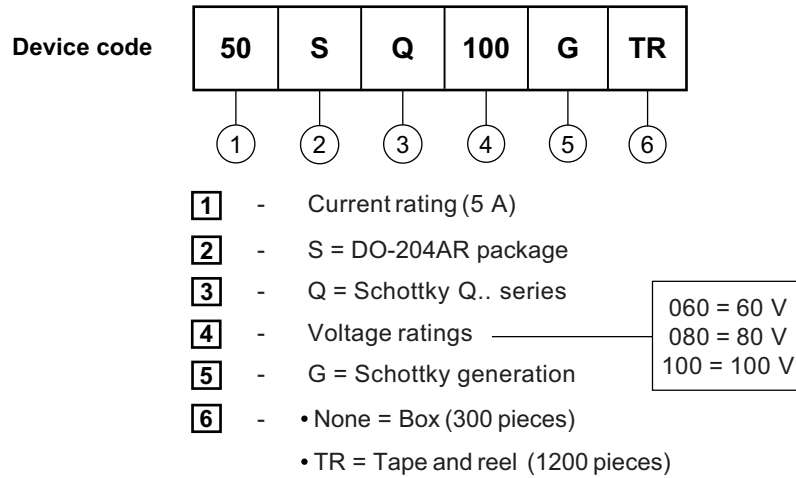 Device code 50 S Q 100 G TR
1 2 3 4 5 6
1 - Current rating (5 A)
2 - S = DO-204AR package
3 - Q = Schottky Q.. series
060 = 60 V
4 - Voltage ratings 080 = 80 V
100 = 100 V
5 - G = Schottky generation
6 - • None = Box (300 pieces)
• TR = Tape and reel (1200 pieces)